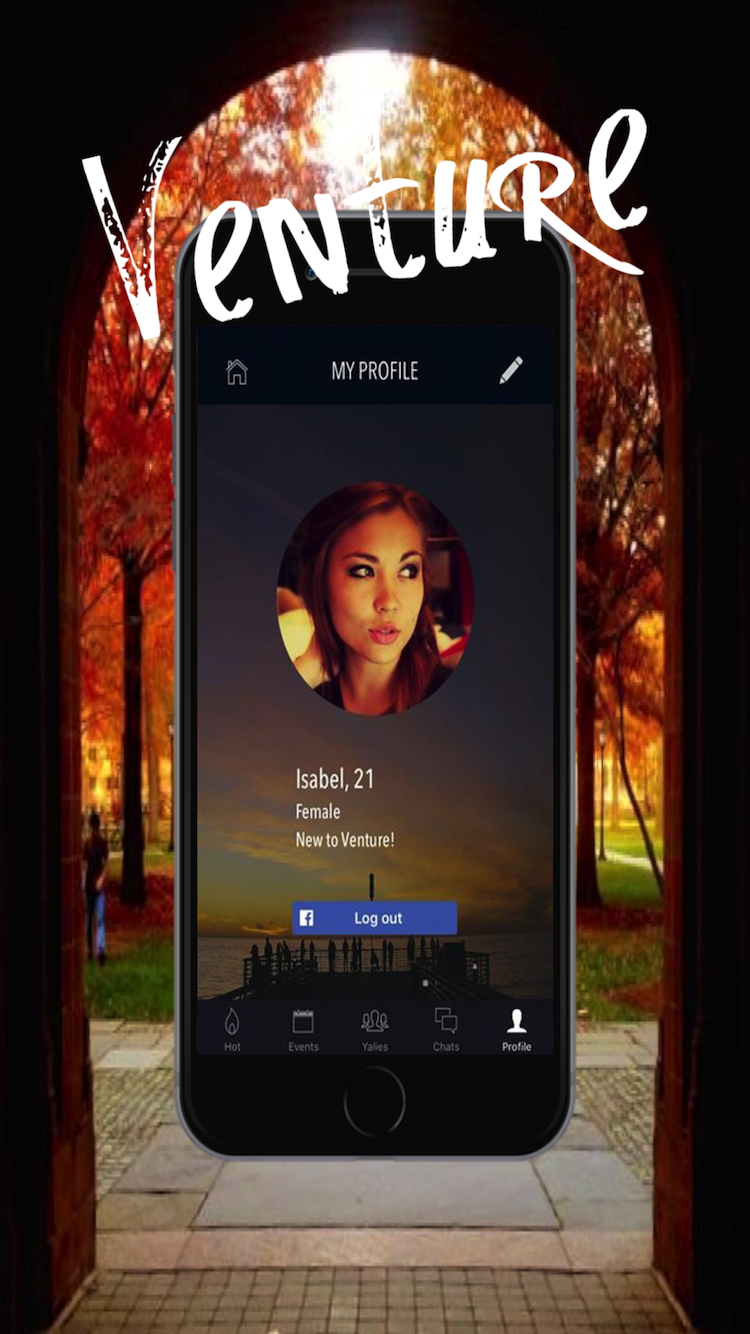 Venture
MY PROFILE
Isabel, 21
Female
New to Venture!
Log out
Hot
Events
Yalies
Chats
Profile